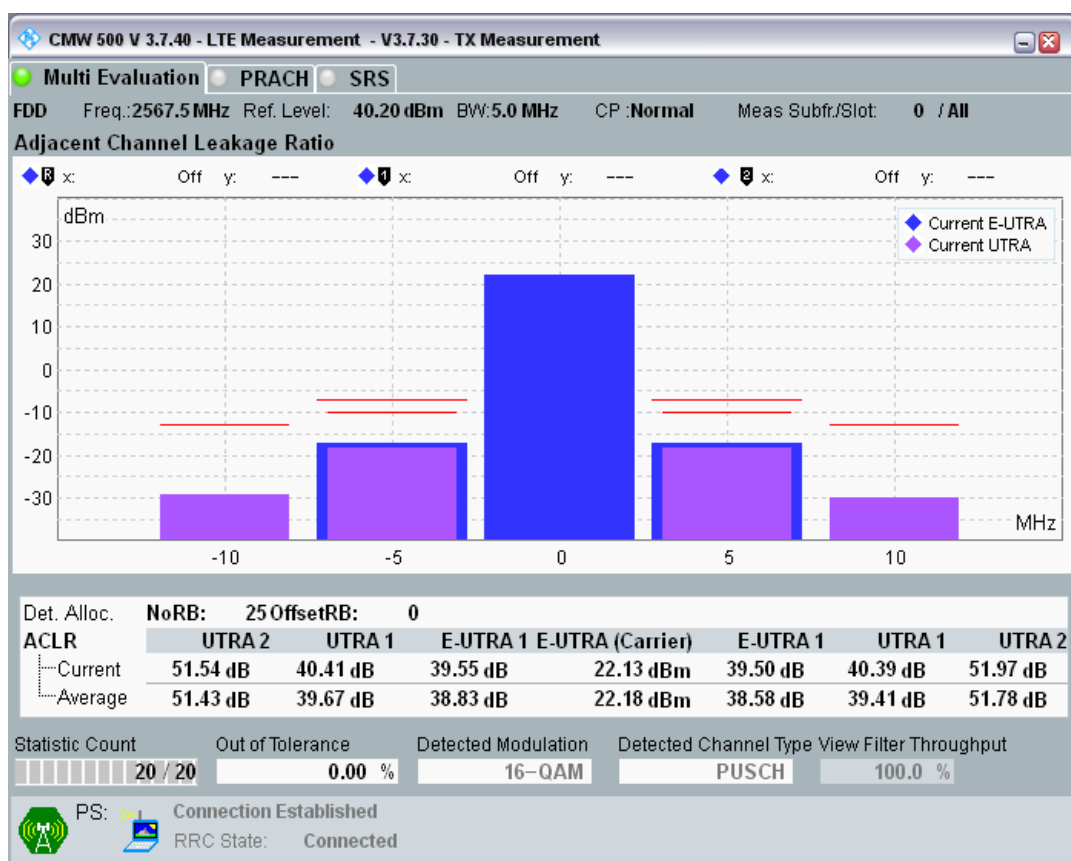 CMW 500 V 3.7.40 - LTE Measurement - V3.7.30 - TX Measurement
Multi Evaluation PRACH SRS
FDD Freq.:2567.5 MHz Ref. Level: 40.20 dBm BW:5.0 MHz CP :Normal Meas Subfr./Slot: 0 / All
Adjacent Channel Leakage Ratio
R x: Off y: --- 1 x: Off y: --- 2 x: Off y: ---
dBm
Current E-UTRA
Current UTRA
30
20
10
0
-10
-20
-30
MHz
-10 -5 0 5 10
Det. Alloc. NoRB: 25 OffsetRB: 0
ACLR UTRA 2 UTRA 1 E-UTRA 1 E-UTRA (Carrier) E-UTRA 1 UTRA 1 UTRA 2
Current 51.54 dB 40.41 dB 39.55 dB 22.13 dBm 39.50 dB 40.39 dB 51.97 dB
Average 51.43 dB 39.67 dB 38.83 dB 22.18 dBm 38.58 dB 39.41 dB 51.78 dB
Statistic Count Out of Tolerance Detected Modulation Detected Channel Type View Filter Throughput
20 / 20 0.00 % 16-QAM PUSCH 100.0 %
PS: Connection Established
RRC State: Connected